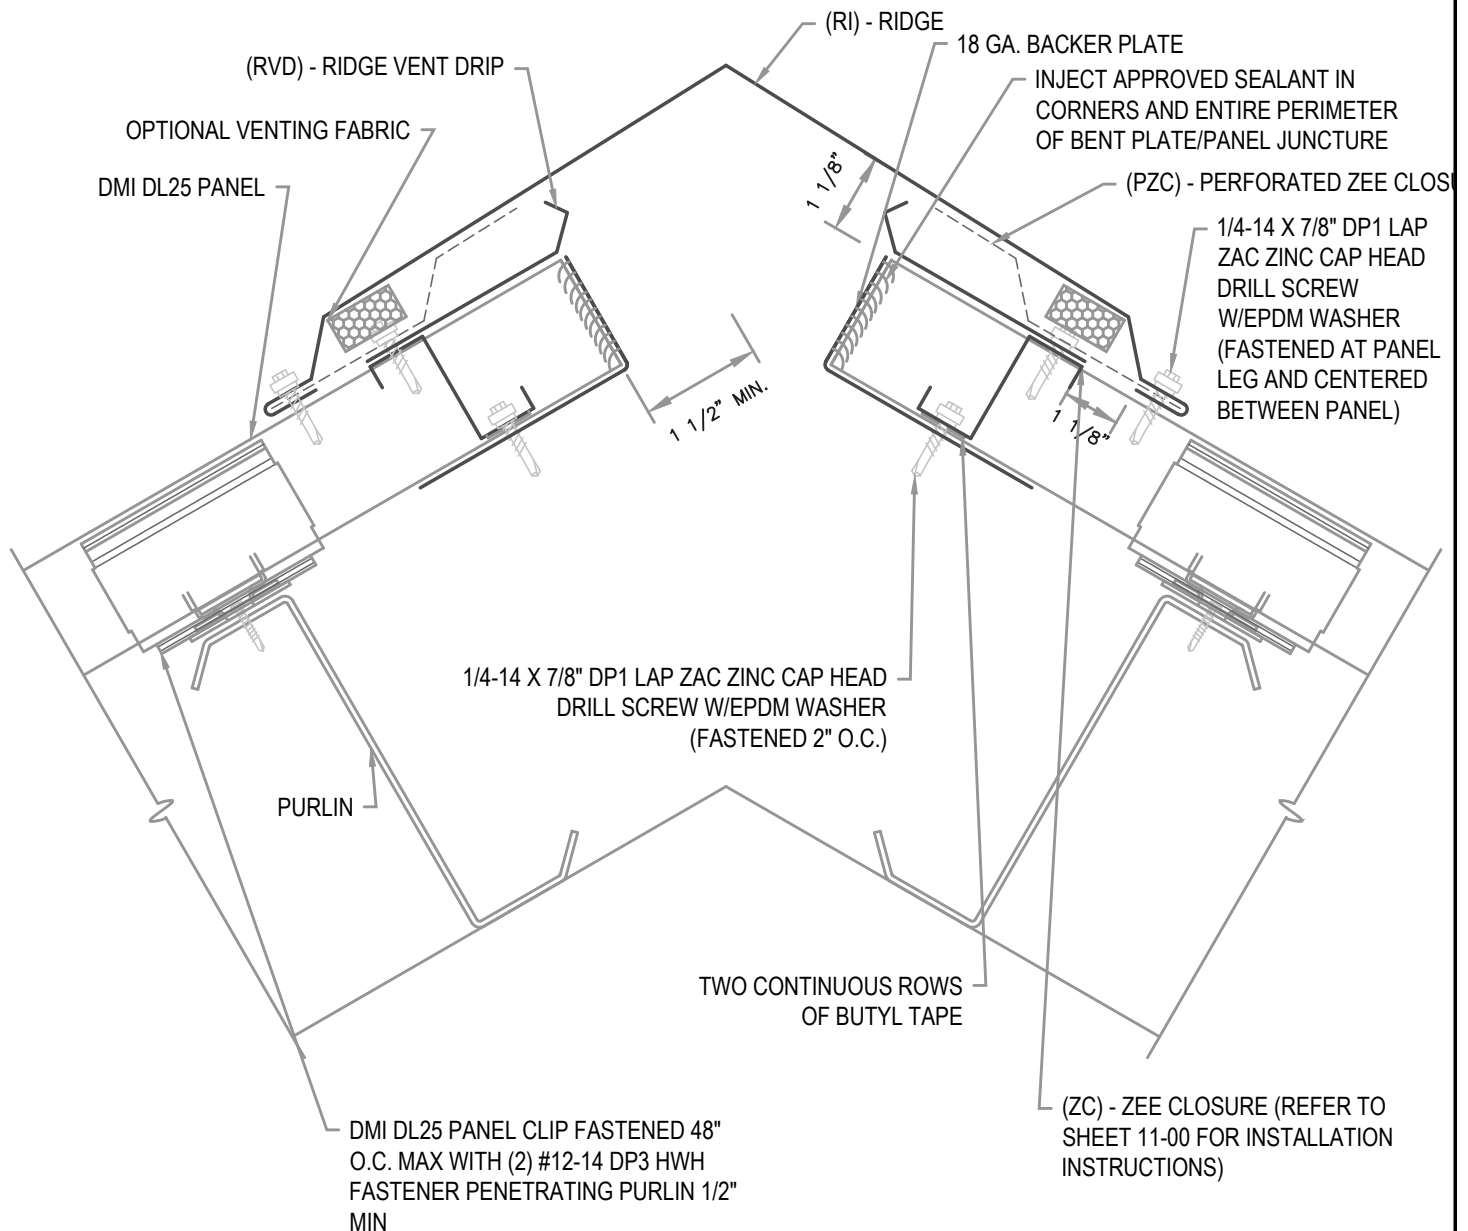 (RI) - RIDGE
18 GA. BACKER PLATE
(RVD) - RIDGE VENT DRIP
INJECT APPROVED SEALANT IN
CORNERS AND ENTIRE PERIMETER
OF BENT PLATE/PANEL JUNCTURE
OPTIONAL VENTING FABRIC
DMI DL25 PANEL
(PZC) - PERFORATED ZEE CLOSU
1 1/8"
1/4-14 X 7/8" DP1 LAP
ZAC ZINC CAP HEAD
DRILL SCREW
W/EPDM WASHER
(FASTENED AT PANEL
LEG AND CENTERED
BETWEEN PANEL)
1 1/2" MIN.
1 1/8"
1/4-14 X 7/8" DP1 LAP ZAC ZINC CAP HEAD
DRILL SCREW W/EPDM WASHER
(FASTENED 2" O.C.)
PURLIN
TWO CONTINUOUS ROWS
OF BUTYL TAPE
(ZC) - ZEE CLOSURE (REFER TO
SHEET 11-00 FOR INSTALLATION
INSTRUCTIONS)
DMI DL25 PANEL CLIP FASTENED 48"
O.C. MAX WITH (2) #12-14 DP3 HWH
FASTENER PENETRATING PURLIN 1/2"
MIN